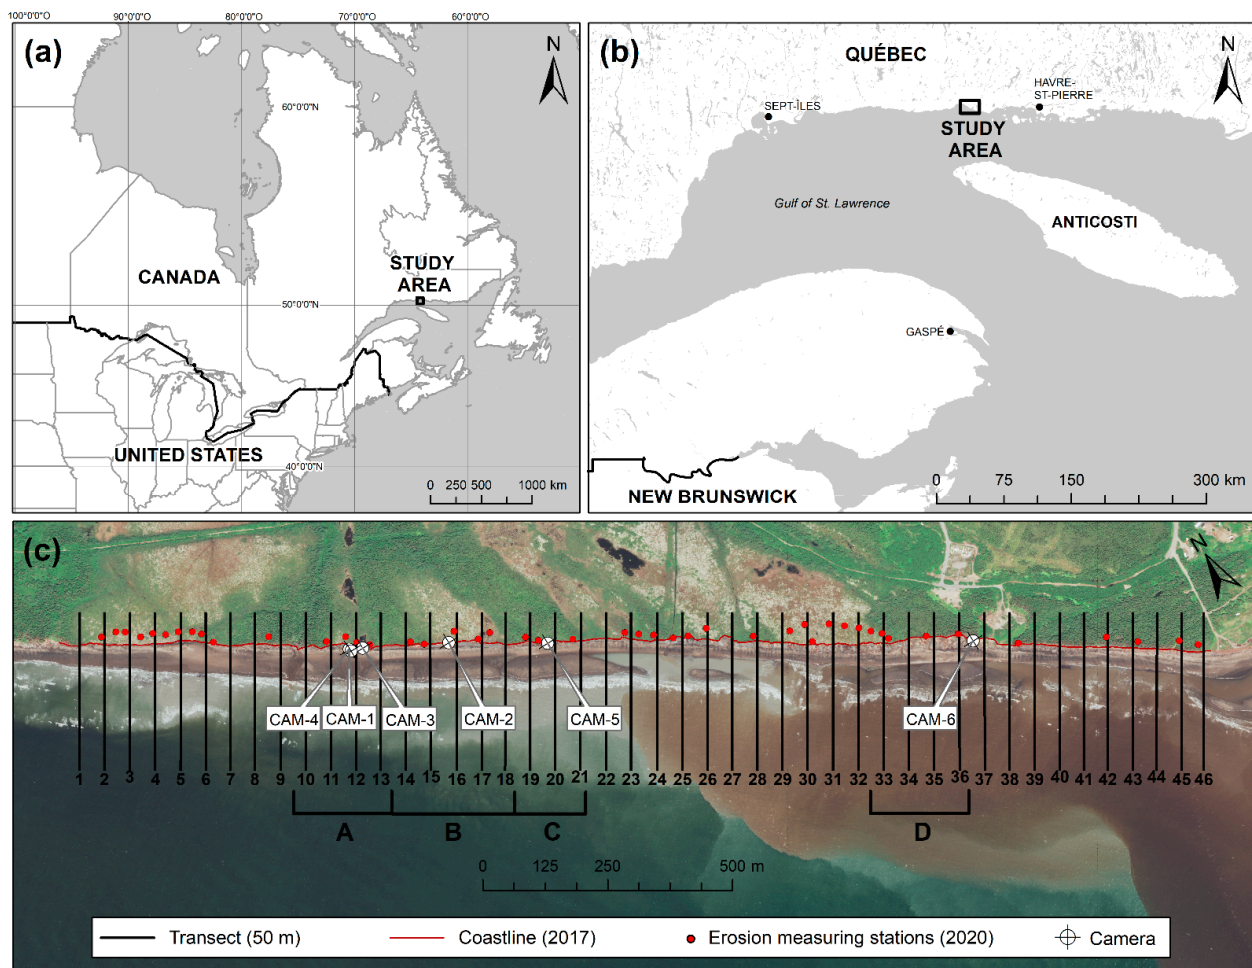 100°0'0"O
90°0'0"O
80°0'0"O
70°0'0"O
60°0'0"O
(a)
N
60°0'0"N
CANADA
STUDY
AREA
50°0'0"N
UNITED STATES
40°0'0"N
0 250 500 1000 km
(b)
QUÉBEC
N
SEPT-ÎLES
HAVRE-
ST-PIERRE
STUDY
AREA
Gulf of St. Lawrence
ANTICOSTI
GASPÉ
NEW BRUNSWICK
0 75 150 300 km
(c)
N
CAM-4
CAM-1
CAM-3
CAM-2
CAM-5
CAM-6
1 2 3 4 5 6 7 8 9 10 11 12 13 14 15 16 17 18 19 20 21 22 23 24 25 26 27 28 29 30 31 32 33 34 35 36 37 38 39 40 41 42 43 44 45 46
A B C D
0 125 250 500 m
Transect (50 m)
Coastline (2017)
Erosion measuring stations (2020)
Camera